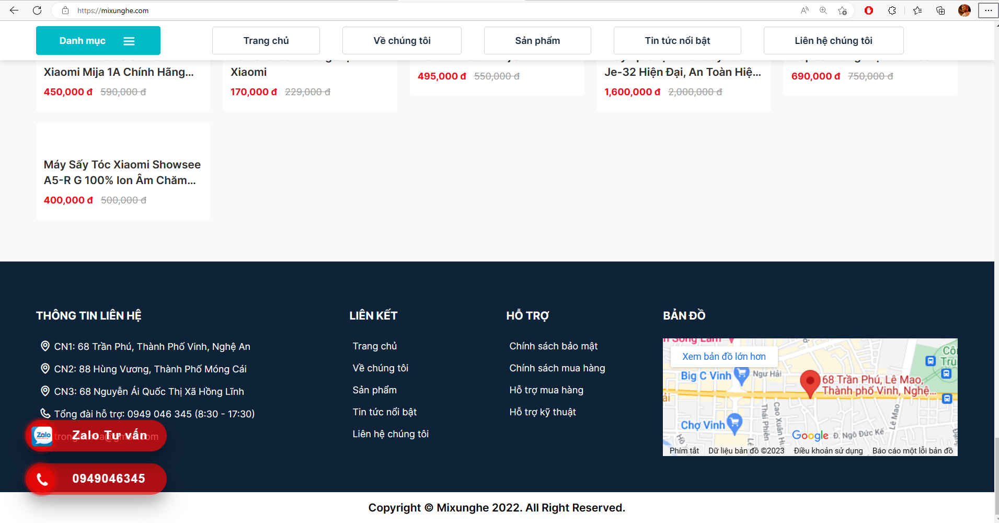 https://mixunghe.com
Danh mục
Trang chủ
Về chúng tôi
Sản phẩm
Tin tức nổi bật
Liên hệ chúng tôi
Xiaomi Mija 1A Chính Hãng...
450,000 đ 590,000 đ
Xiaomi
170,000 đ 229,000 đ
495,000 đ 550,000 đ
Je-32 Hiện Đại, An Toàn Hiệ...
1,600,000 đ 2,000,000 đ
690,000 đ 750,000 đ
Máy Sấy Tóc Xiaomi Showsee
A5-R G 100% Ion Âm Chăm...
400,000 đ 500,000 đ
THÔNG TIN LIÊN HỆ
CN1: 68 Trần Phú, Thành Phố Vinh, Nghệ An
CN2: 88 Hùng Vương, Thành Phố Móng Cái
CN3: 68 Nguyễn Ái Quốc Thị Xã Hồng Lĩnh
Tổng đài hỗ trợ: 0949 046 345 (8:30 - 17:30)
Zalo
Zalo Tư vấn
0949046345
LIÊN KẾT
Trang chủ
Về chúng tôi
Sản phẩm
Tin tức nổi bật
Liên hệ chúng tôi
HỖ TRỢ
Chính sách bảo mật
Chính sách mua hàng
Hỗ trợ mua hàng
Hỗ trợ kỹ thuật
BẢN ĐỒ
Xem bản đồ lớn hơn
Big C Vinh
Ngư Hải
68 Trần Phú, Lê Mao,
Thành phố Vinh, Nghệ...
Thái Phiên
Lê Mao
Chợ Vinh
Google
Đ. Ngô Đức Kế
Phím tắt
Dữ liệu bản đồ ©2023
Điều khoản sử dụng
Báo cáo một lỗi bản đồ
Copyright © Mixunghe 2022. All Right Reserved.